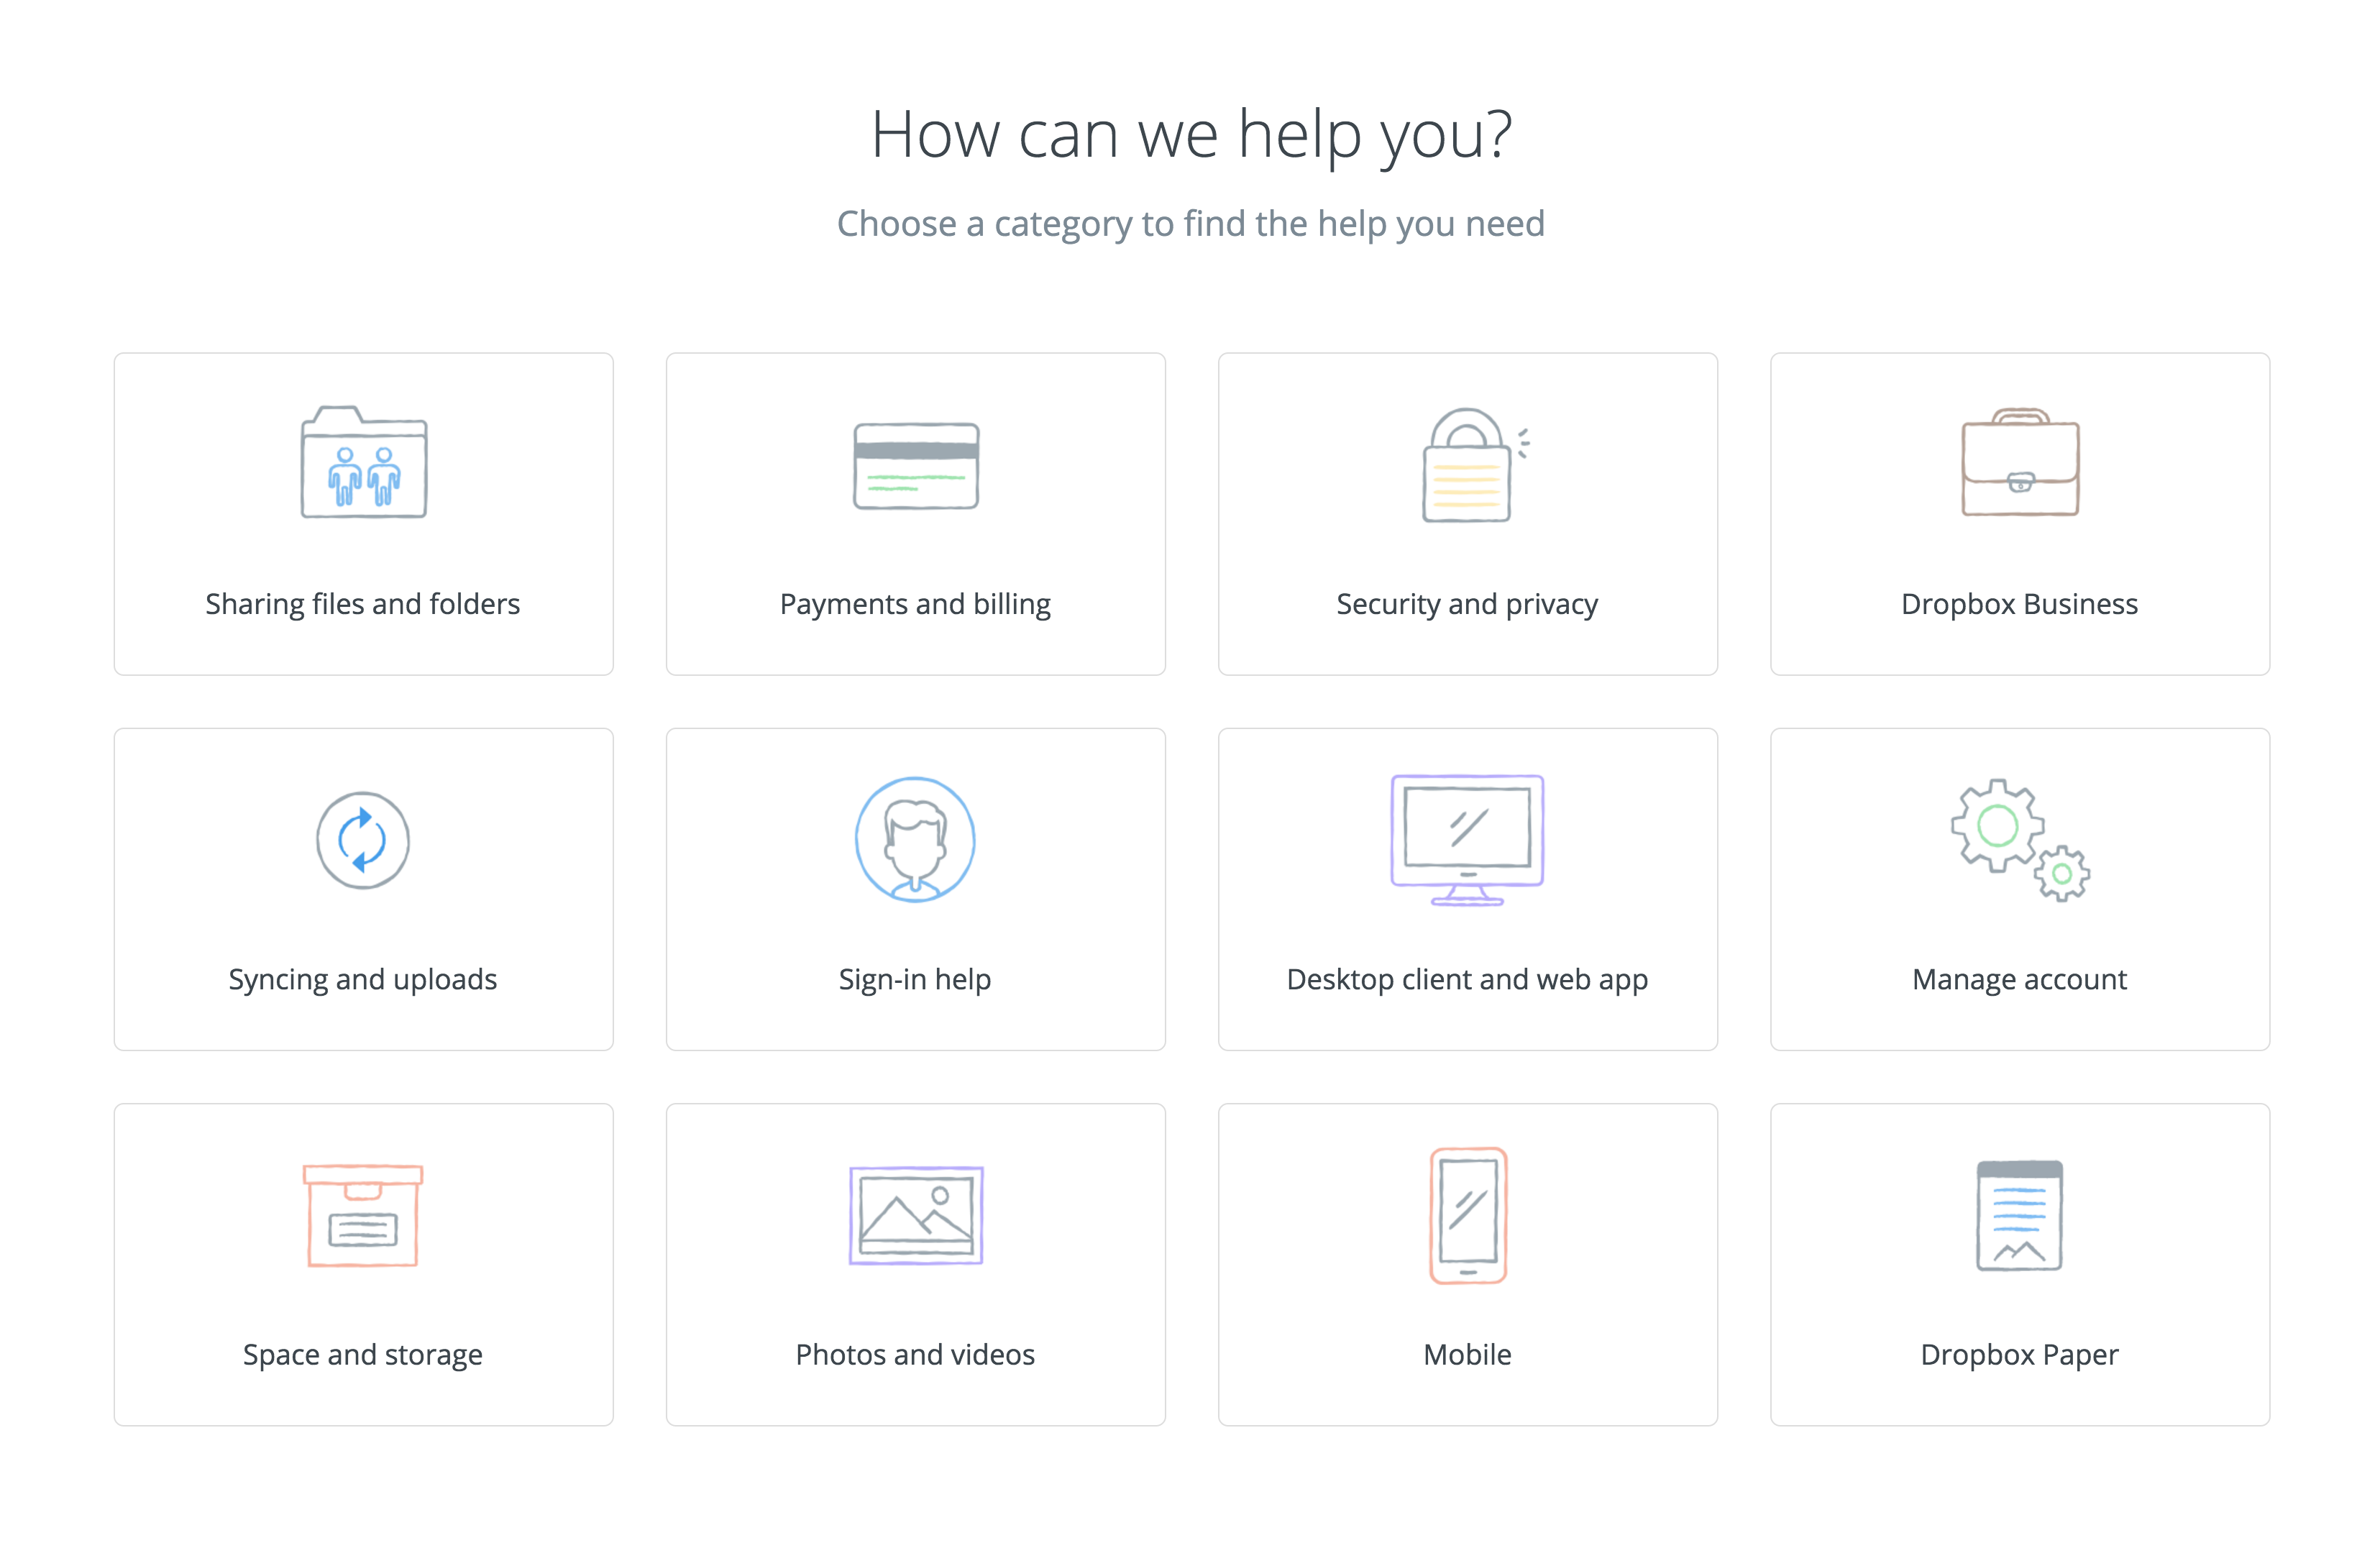 How can we help you?
Choose a category to find the help you need
Sharing files and folders
Payments and billing
Security and privacy
Dropbox Business
Syncing and uploads
Sign-in help
Desktop client and web app
Manage account
Space and storage
Photos and videos
Mobile
Dropbox Paper